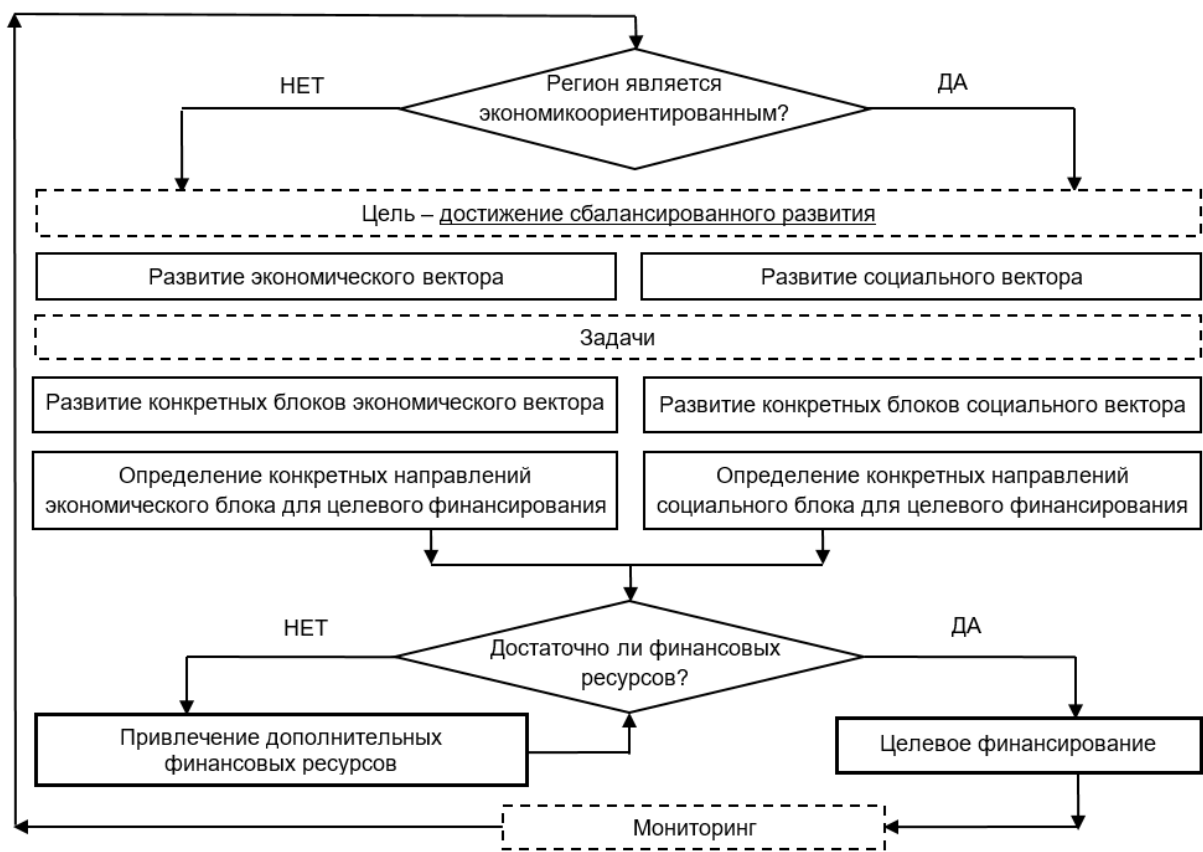 Регион является
экономикоориентированным?
НЕТ
ДА
Цель – достижение сбалансированного развития
Развитие экономического вектора
Развитие социального вектора
Задачи
Развитие конкретных блоков экономического вектора
Развитие конкретных блоков социального вектора
Определение конкретных направлений
экономического блока для целевого финансирования
Определение конкретных направлений
социального блока для целевого финансирования
НЕТ
ДА
Достаточно ли финансовых
ресурсов?
Привлечение дополнительных
финансовых ресурсов
Целевое финансирование
Мониторинг